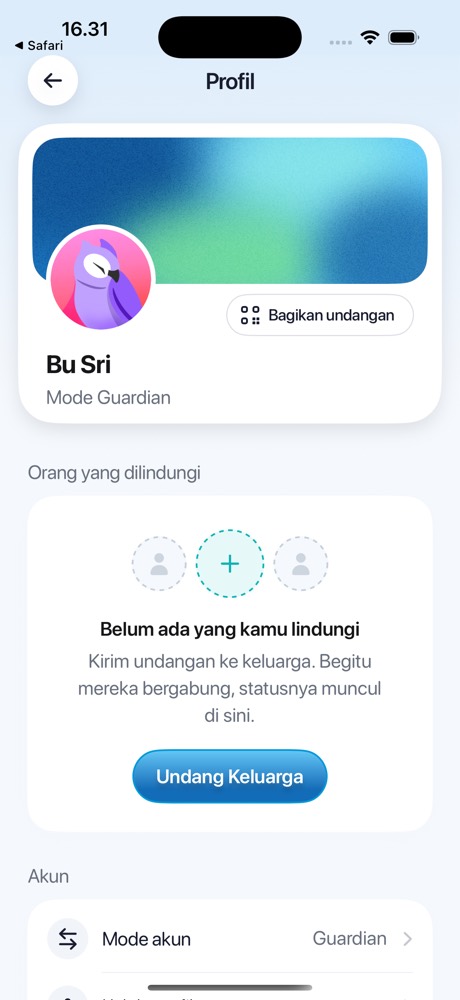 16.31
◀ Safari
Profil
Bagikan undangan
Bu Sri
Mode Guardian
Orang yang dilindungi
Belum ada yang kamu lindungi
Kirim undangan ke keluarga. Begitu
mereka bergabung, statusnya muncul
di sini.
Undang Keluarga
Akun
Mode akun
Guardian